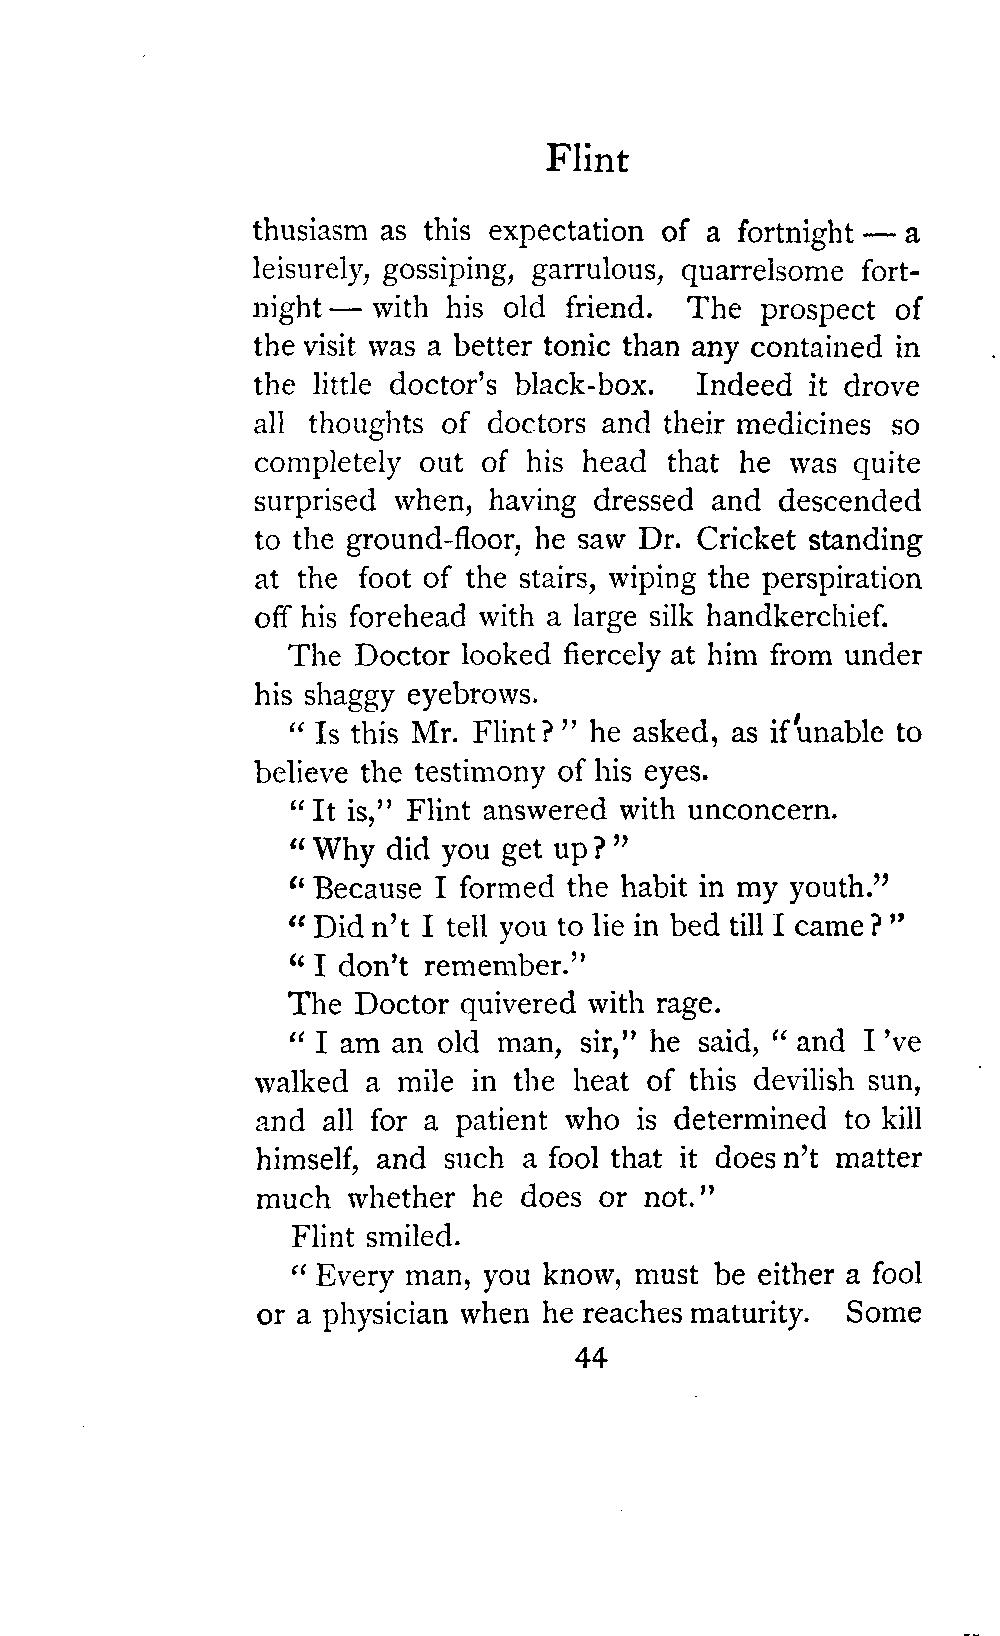 Flint
thusiasm as this expectation of a fortnight — a
leisurely, gossiping, garrulous, quarrelsome fort-
night — with his old friend. The prospect of
the visit was a better tonic than any contained in
the little doctor's black-box. Indeed it drove
all thoughts of doctors and their medicines so
completely out of his head that he was quite
surprised when, having dressed and descended
to the ground-floor, he saw Dr. Cricket standing
at the foot of the stairs, wiping the perspiration
off his forehead with a large silk handkerchief.
The Doctor looked fiercely at him from under
his shaggy eyebrows.
" Is this Mr. Flint? " he asked, as if unable to
believe the testimony of his eyes.
" It is," Flint answered with unconcern.
" Why did you get up? "
" Because I formed the habit in my youth."
" Did n't I tell you to lie in bed till I came? "
" I don't remember."
The Doctor quivered with rage.
" I am an old man, sir," he said, " and I 've
walked a mile in the heat of this devilish sun,
and all for a patient who is determined to kill
himself, and such a fool that it does n't matter
much whether he does or not."
Flint smiled.
" Every man, you know, must be either a fool
or a physician when he reaches maturity. Some
44